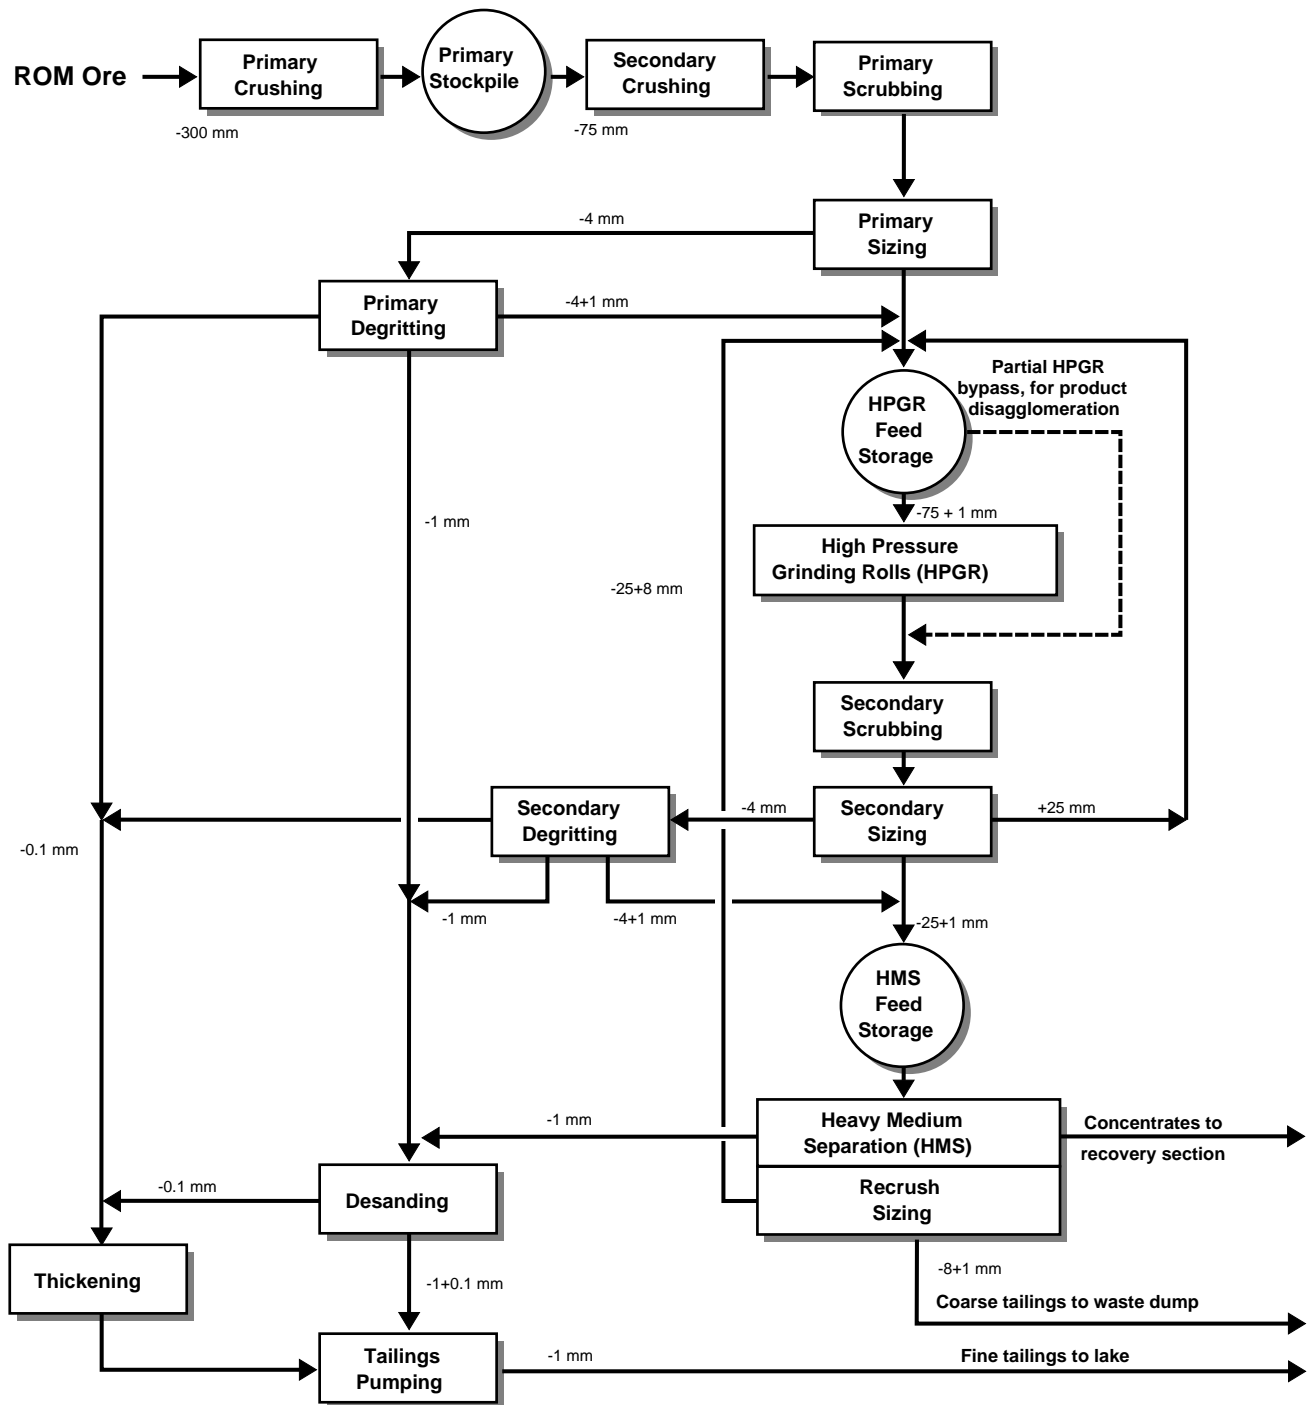 ROM Ore
Primary
Crushing
Primary
Stockpile
Secondary
Crushing
Primary
Scrubbing
-300 mm
-75 mm
Primary
Sizing
-4 mm
Primary
Degritting
-4+1 mm
Partial HPGR
bypass, for product
disagglomeration
HPGR
Feed
Storage
-75 + 1 mm
-1 mm
High Pressure
Grinding Rolls (HPGR)
-25+8 mm
Secondary
Scrubbing
Secondary
Degritting
-4 mm
Secondary
Sizing
+25 mm
-0.1 mm
-1 mm
-4+1 mm
-25+1 mm
HMS
Feed
Storage
-1 mm
Heavy Medium
Separation (HMS)
Concentrates to
recovery section
Recrush
Sizing
-0.1 mm
Desanding
Thickening
-1+0.1 mm
-8+1 mm
Coarse tailings to waste dump
Tailings
Pumping
-1 mm
Fine tailings to lake